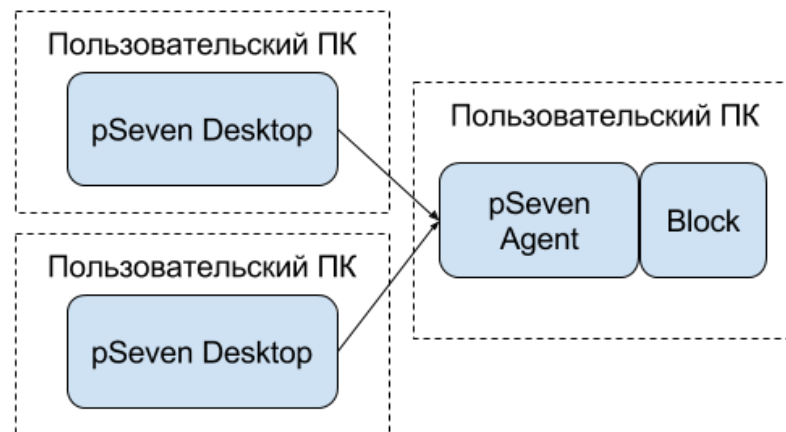 Пользовательский ПК
pSeven Desktop
Пользовательский ПК
pSeven Desktop
Пользовательский ПК
pSeven
Agent
Block